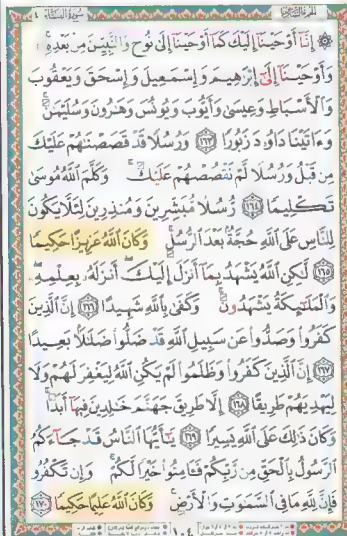 سورة النساء ٤
۞ إِنَّا أَوْحَيْنَا إِلَيْكَ كَمَا أَوْحَيْنَا إِلَىٰ نُوحٍ وَالنَّبِيِّينَ مِن بَعْدِهِ ۚ
وَأَوْحَيْنَا إِلَىٰ إِبْرَٰهِيمَ وَإِسْمَٰعِيلَ وَإِسْحَٰقَ وَيَعْقُوبَ
وَالْأَسْبَاطِ وَعِيسَىٰ وَأَيُّوبَ وَيُونُسَ وَهَٰرُونَ وَسُلَيْمَٰنَ ۚ
وَءَاتَيْنَا دَاوُۥدَ زَبُورًا ١٦٣ وَرُسُلًا قَدْ قَصَصْنَٰهُمْ عَلَيْكَ
مِن قَبْلُ وَرُسُلًا لَّمْ نَقْصُصْهُمْ عَلَيْكَ ۚ وَكَلَّمَ اللَّهُ مُوسَىٰ
تَكْلِيمًا ١٦٤ رُّسُلًا مُّبَشِّرِينَ وَمُنذِرِينَ لِئَلَّا يَكُونَ
لِلنَّاسِ عَلَى اللَّهِ حُجَّةٌۢ بَعْدَ الرُّسُلِ ۚ وَكَانَ اللَّهُ عَزِيزًا حَكِيمًا
١٦٥ لَّٰكِنِ اللَّهُ يَشْهَدُ بِمَا أَنزَلَ إِلَيْكَ ۖ أَنزَلَهُۥ بِعِلْمِهِۦ ۖ
وَالْمَلَٰئِكَةُ يَشْهَدُونَ ۚ وَكَفَىٰ بِاللَّهِ شَهِيدًا ١٦٦ إِنَّ الَّذِينَ
كَفَرُوا وَصَدُّوا عَن سَبِيلِ اللَّهِ قَدْ ضَلُّوا ضَلَٰلًۢا بَعِيدًا
١٦٧ إِنَّ الَّذِينَ كَفَرُوا وَظَلَمُوا لَمْ يَكُنِ اللَّهُ لِيَغْفِرَ لَهُمْ وَلَا
لِيَهْدِيَهُمْ طَرِيقًا ١٦٨ إِلَّا طَرِيقَ جَهَنَّمَ خَٰلِدِينَ فِيهَا أَبَدًا ۚ
وَكَانَ ذَٰلِكَ عَلَى اللَّهِ يَسِيرًا ١٦٩ يَٰأَيُّهَا النَّاسُ قَدْ جَاءَكُمُ
الرَّسُولُ بِالْحَقِّ مِن رَّبِّكُمْ فَـَٔامِنُوا خَيْرًا لَّكُمْ ۚ وَإِن تَكْفُرُوا
فَإِنَّ لِلَّهِ مَا فِي السَّمَٰوَٰتِ وَالْأَرْضِ ۚ وَكَانَ اللَّهُ عَلِيمًا حَكِيمًا ١٧٠
١٠٤